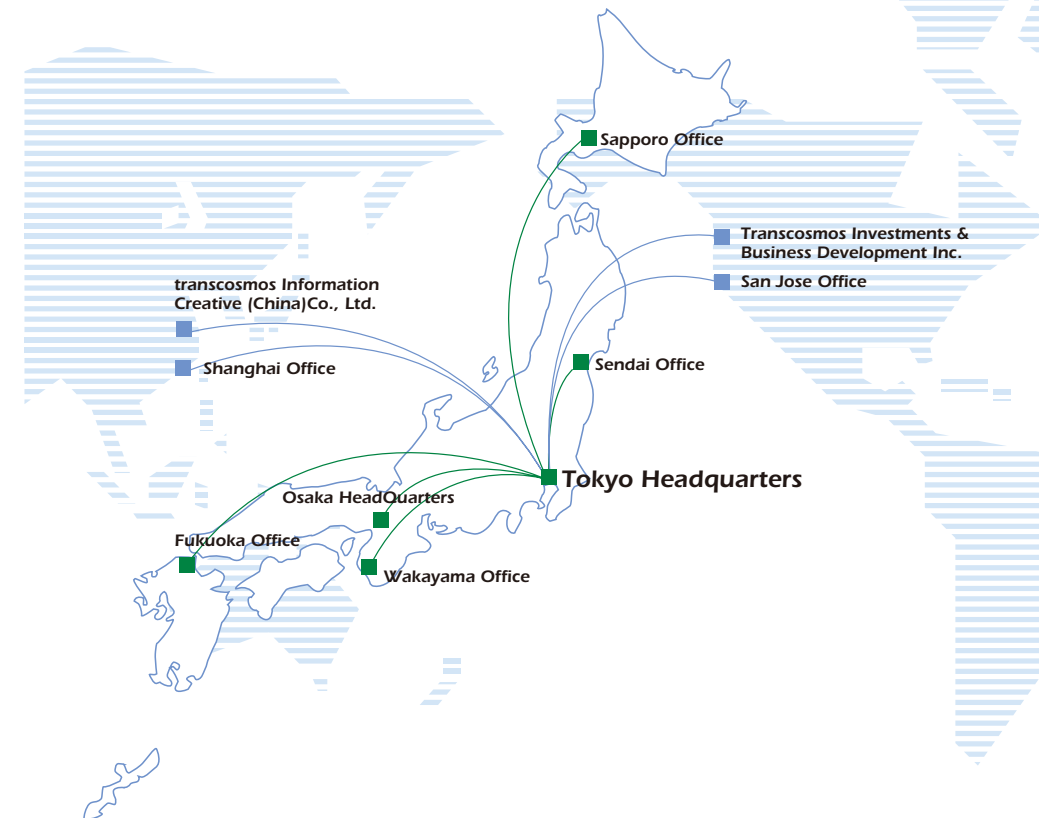 Sapporo Office
Transcosmos Investments &
Business Development Inc.
San Jose Office
transcosmos Information
Creative (China)Co., Ltd.
Shanghai Office
Sendai Office
Tokyo Headquarters
Osaka HeadQuarters
Fukuoka Office
Wakayama Office